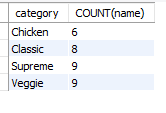 category COUNT(name)
Chicken 6
Classic 8
Supreme 9
Veggie 9